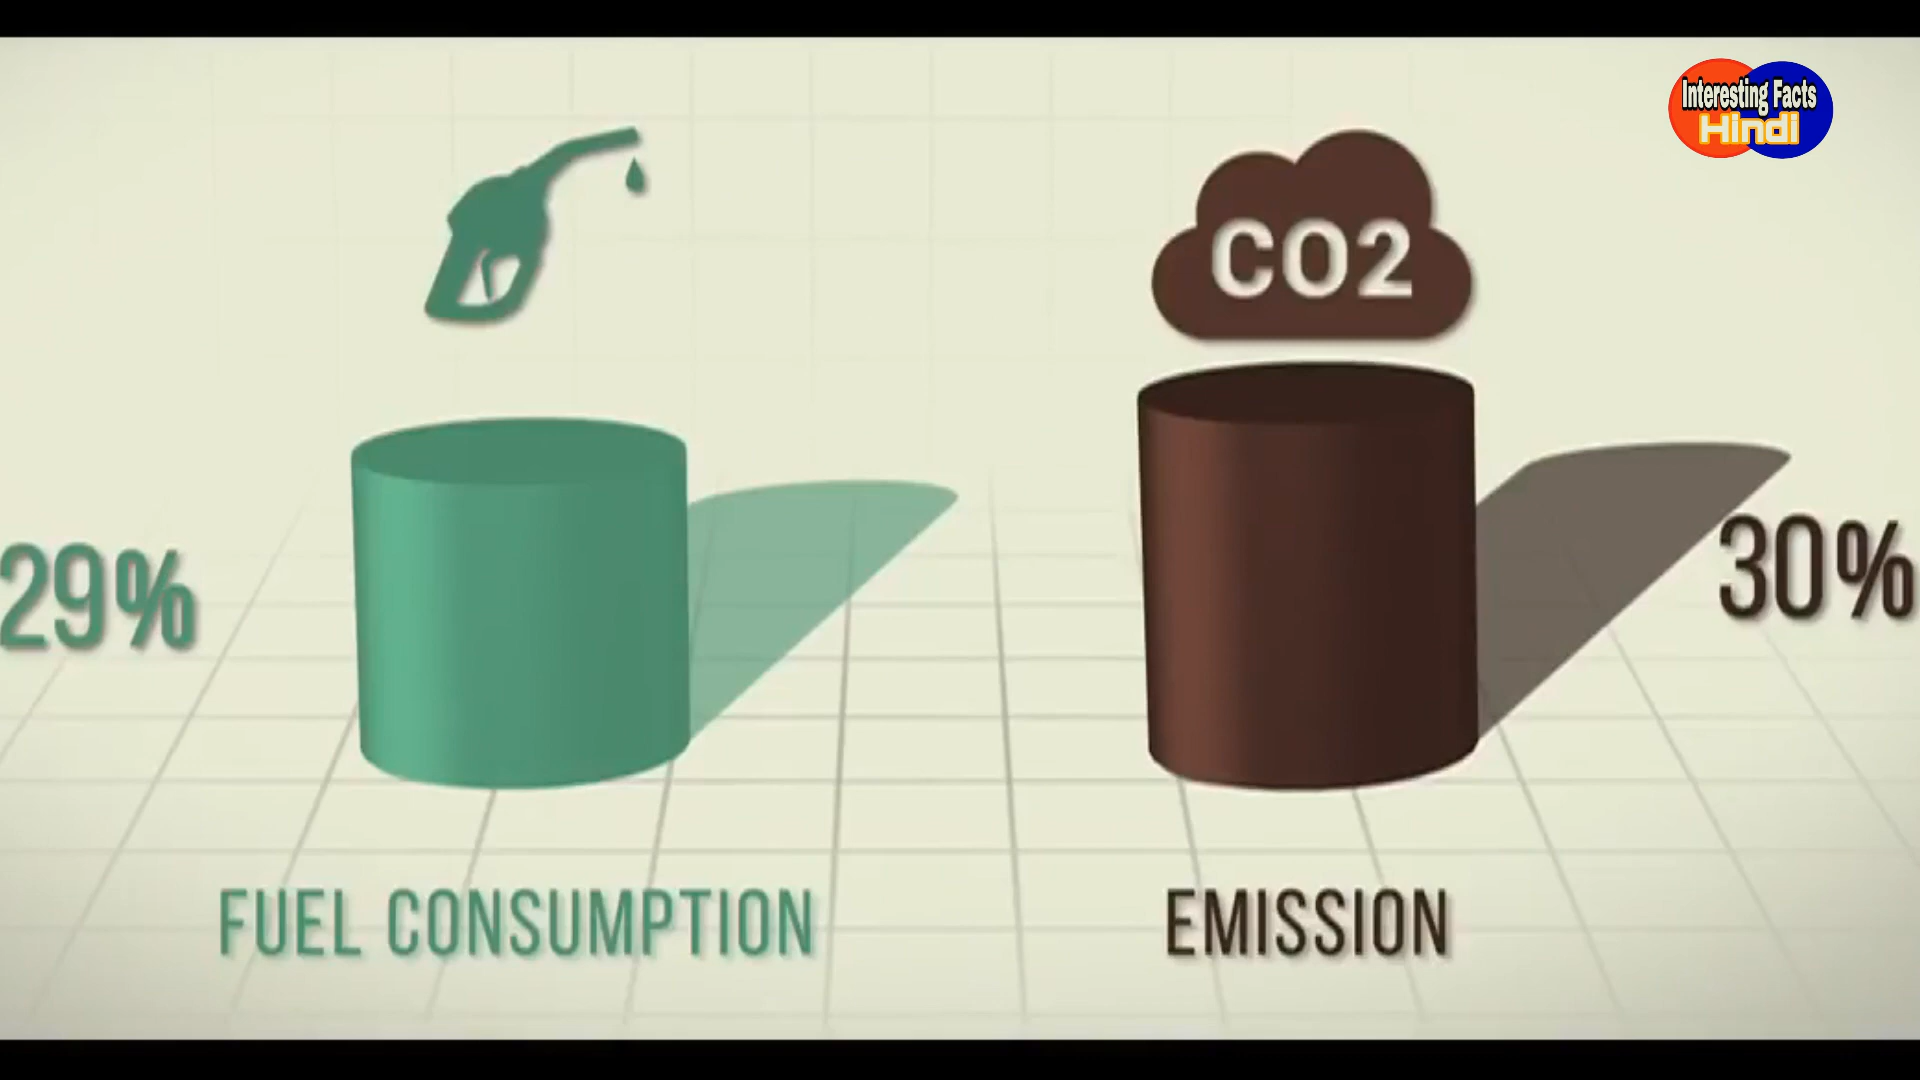 Interesting Facts
Hindi
CO2
29%
30%
FUEL CONSUMPTION
EMISSION